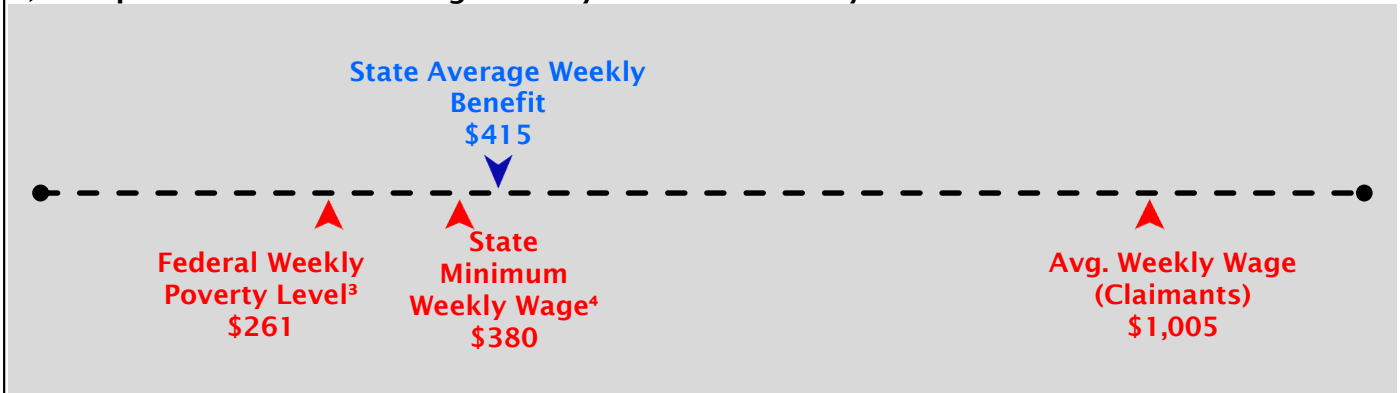 State Average Weekly
Benefit
$415
Federal Weekly
Poverty Level³
$261
State
Minimum
Weekly Wage⁴
$380
Avg. Weekly Wage
(Claimants)
$1,005